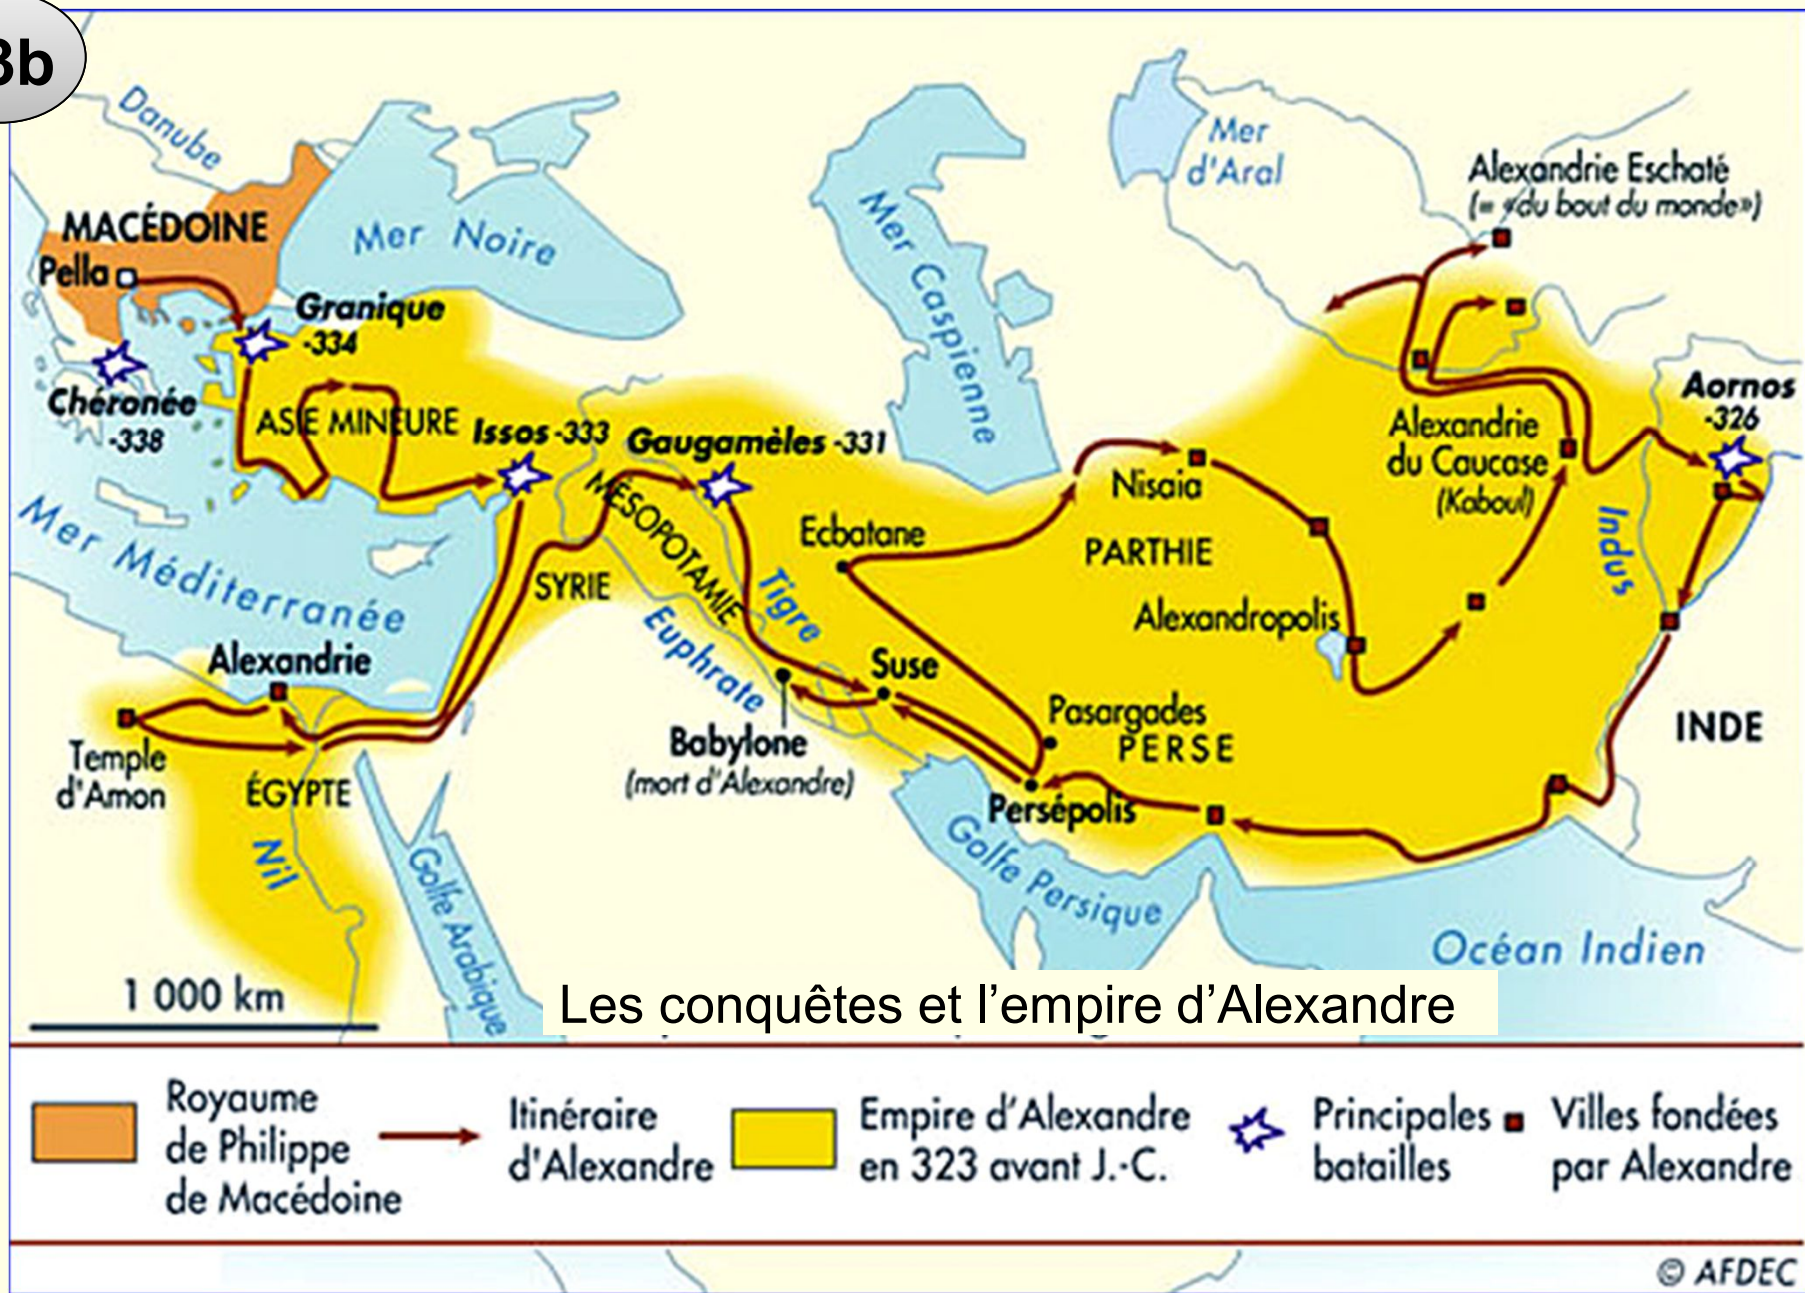 3b
Danube
Mer
d'Aral
Alexandrie Eschaté
(= «du bout du monde»)
MACÉDOINE
Pella
Mer Noire
Mer Caspienne
Granique
-334
Chéronée
-338
ASIE MINEURE
Issos -333
Gaugamèles -331
Aornos
-326
Alexandrie
du Caucase
(Kaboul)
Nisaia
Mer Méditerranée
MÉSOPOTAMIE
Ecbatane
PARTHIE
Indus
SYRIE
Tigre
Euphrate
Alexandropolis
Alexandrie
Suse
Temple
d'Amon
ÉGYPTE
Babylone
(mort d'Alexandre)
Pasargades
PERSE
INDE
Persépolis
Nil
Golfe Arabique
Golfe Persique
Océan Indien
1 000 km
Les conquêtes et l’empire d’Alexandre
Royaume
de Philippe
de Macédoine
Itinéraire
d'Alexandre
Empire d'Alexandre
en 323 avant J.-C.
Principales
batailles
Villes fondées
par Alexandre
© AFDEC